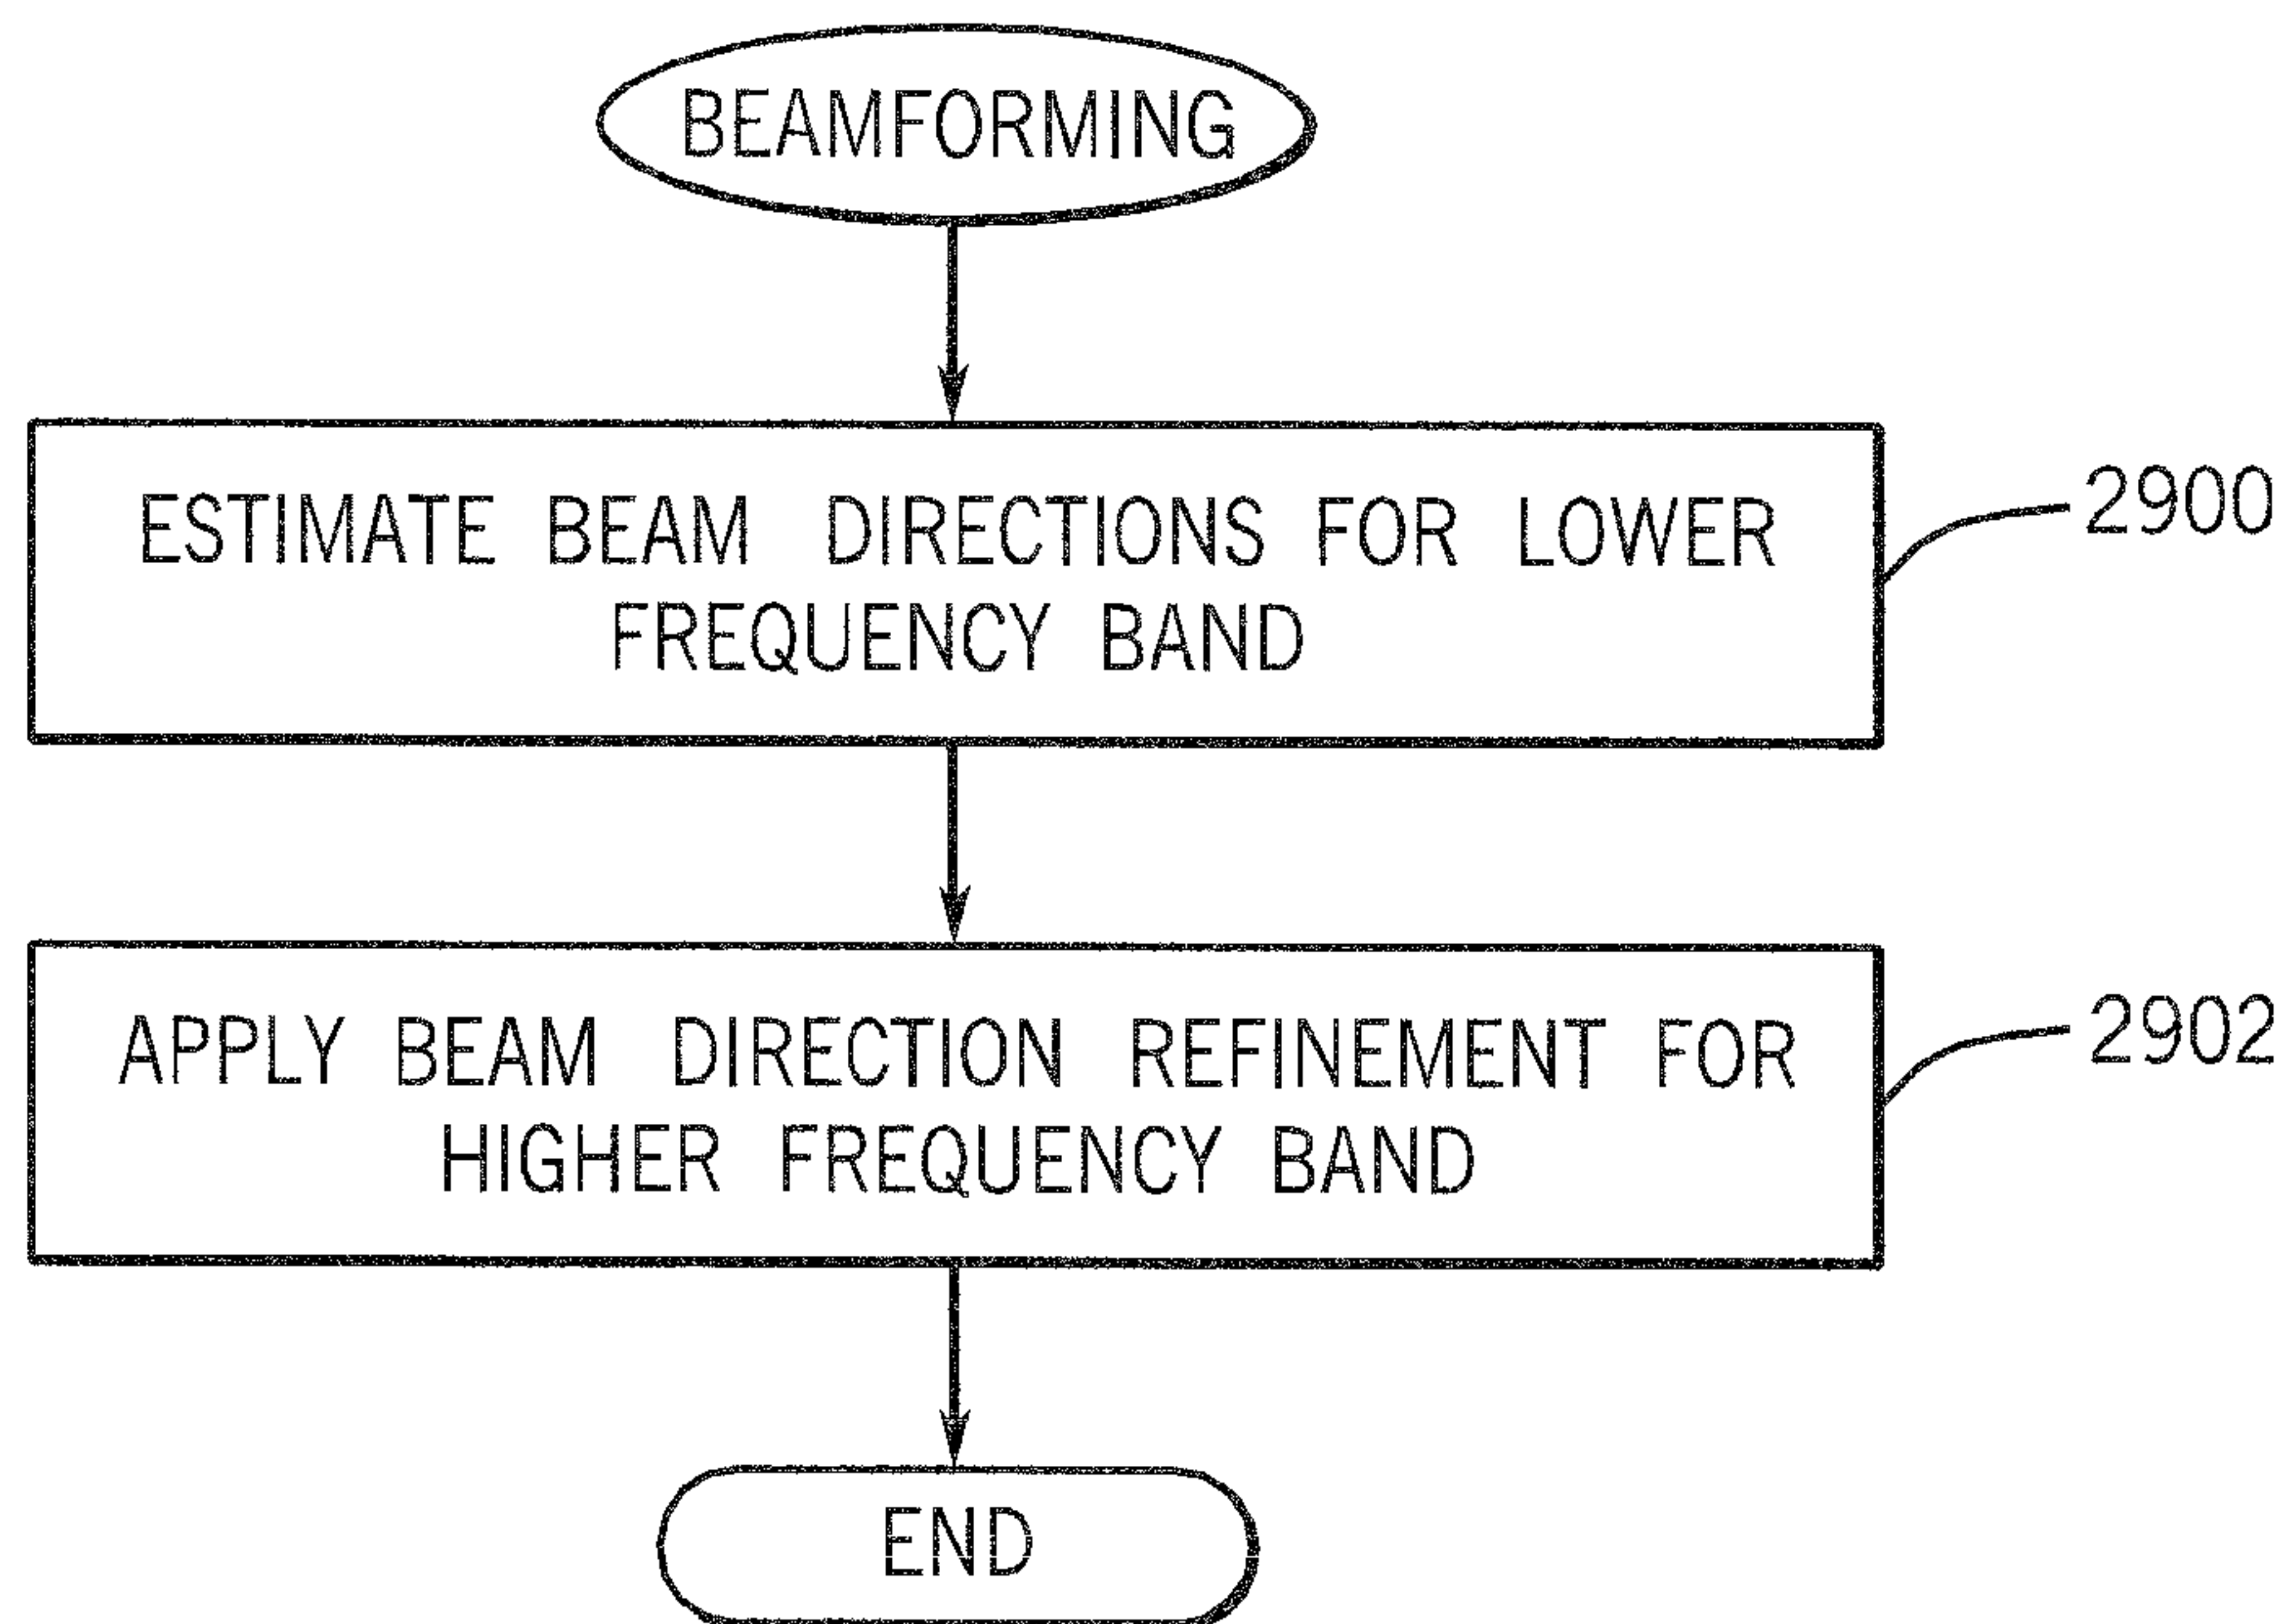 BEAMFORMING
ESTIMATE BEAM DIRECTIONS FOR LOWER
FREQUENCY BAND
2900
APPLY BEAM DIRECTION REFINEMENT FOR
HIGHER FREQUENCY BAND
2902
END